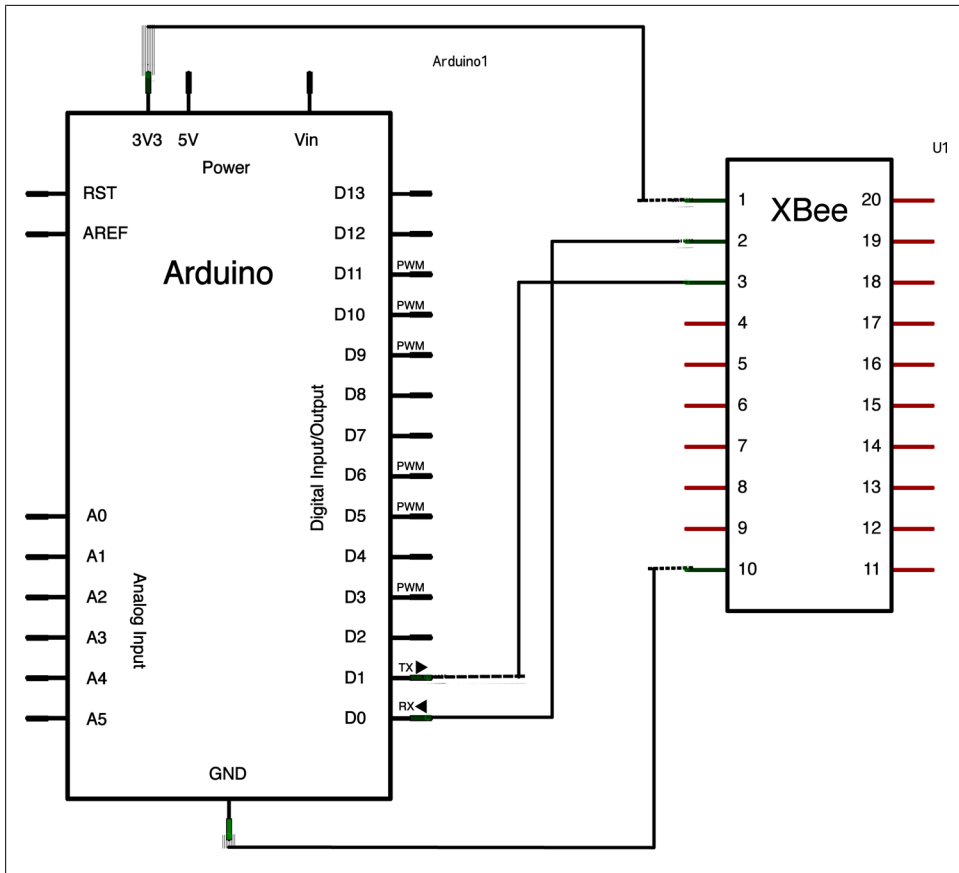 Arduino1
3V3 5V Vin
Power
RST
AREF
Arduino
D13
D12
PWM
D11
PWM
D10
PWM
D9
D8
D7
PWM
D6
PWM
D5
D4
PWM
D3
D2
TX
D1
RX
D0
Digital Input/Output
A0
A1
A2
A3
A4
A5
Analog Input
GND
U1
XBee
1 20
2 19
3 18
4 17
5 16
6 15
7 14
8 13
9 12
10 11